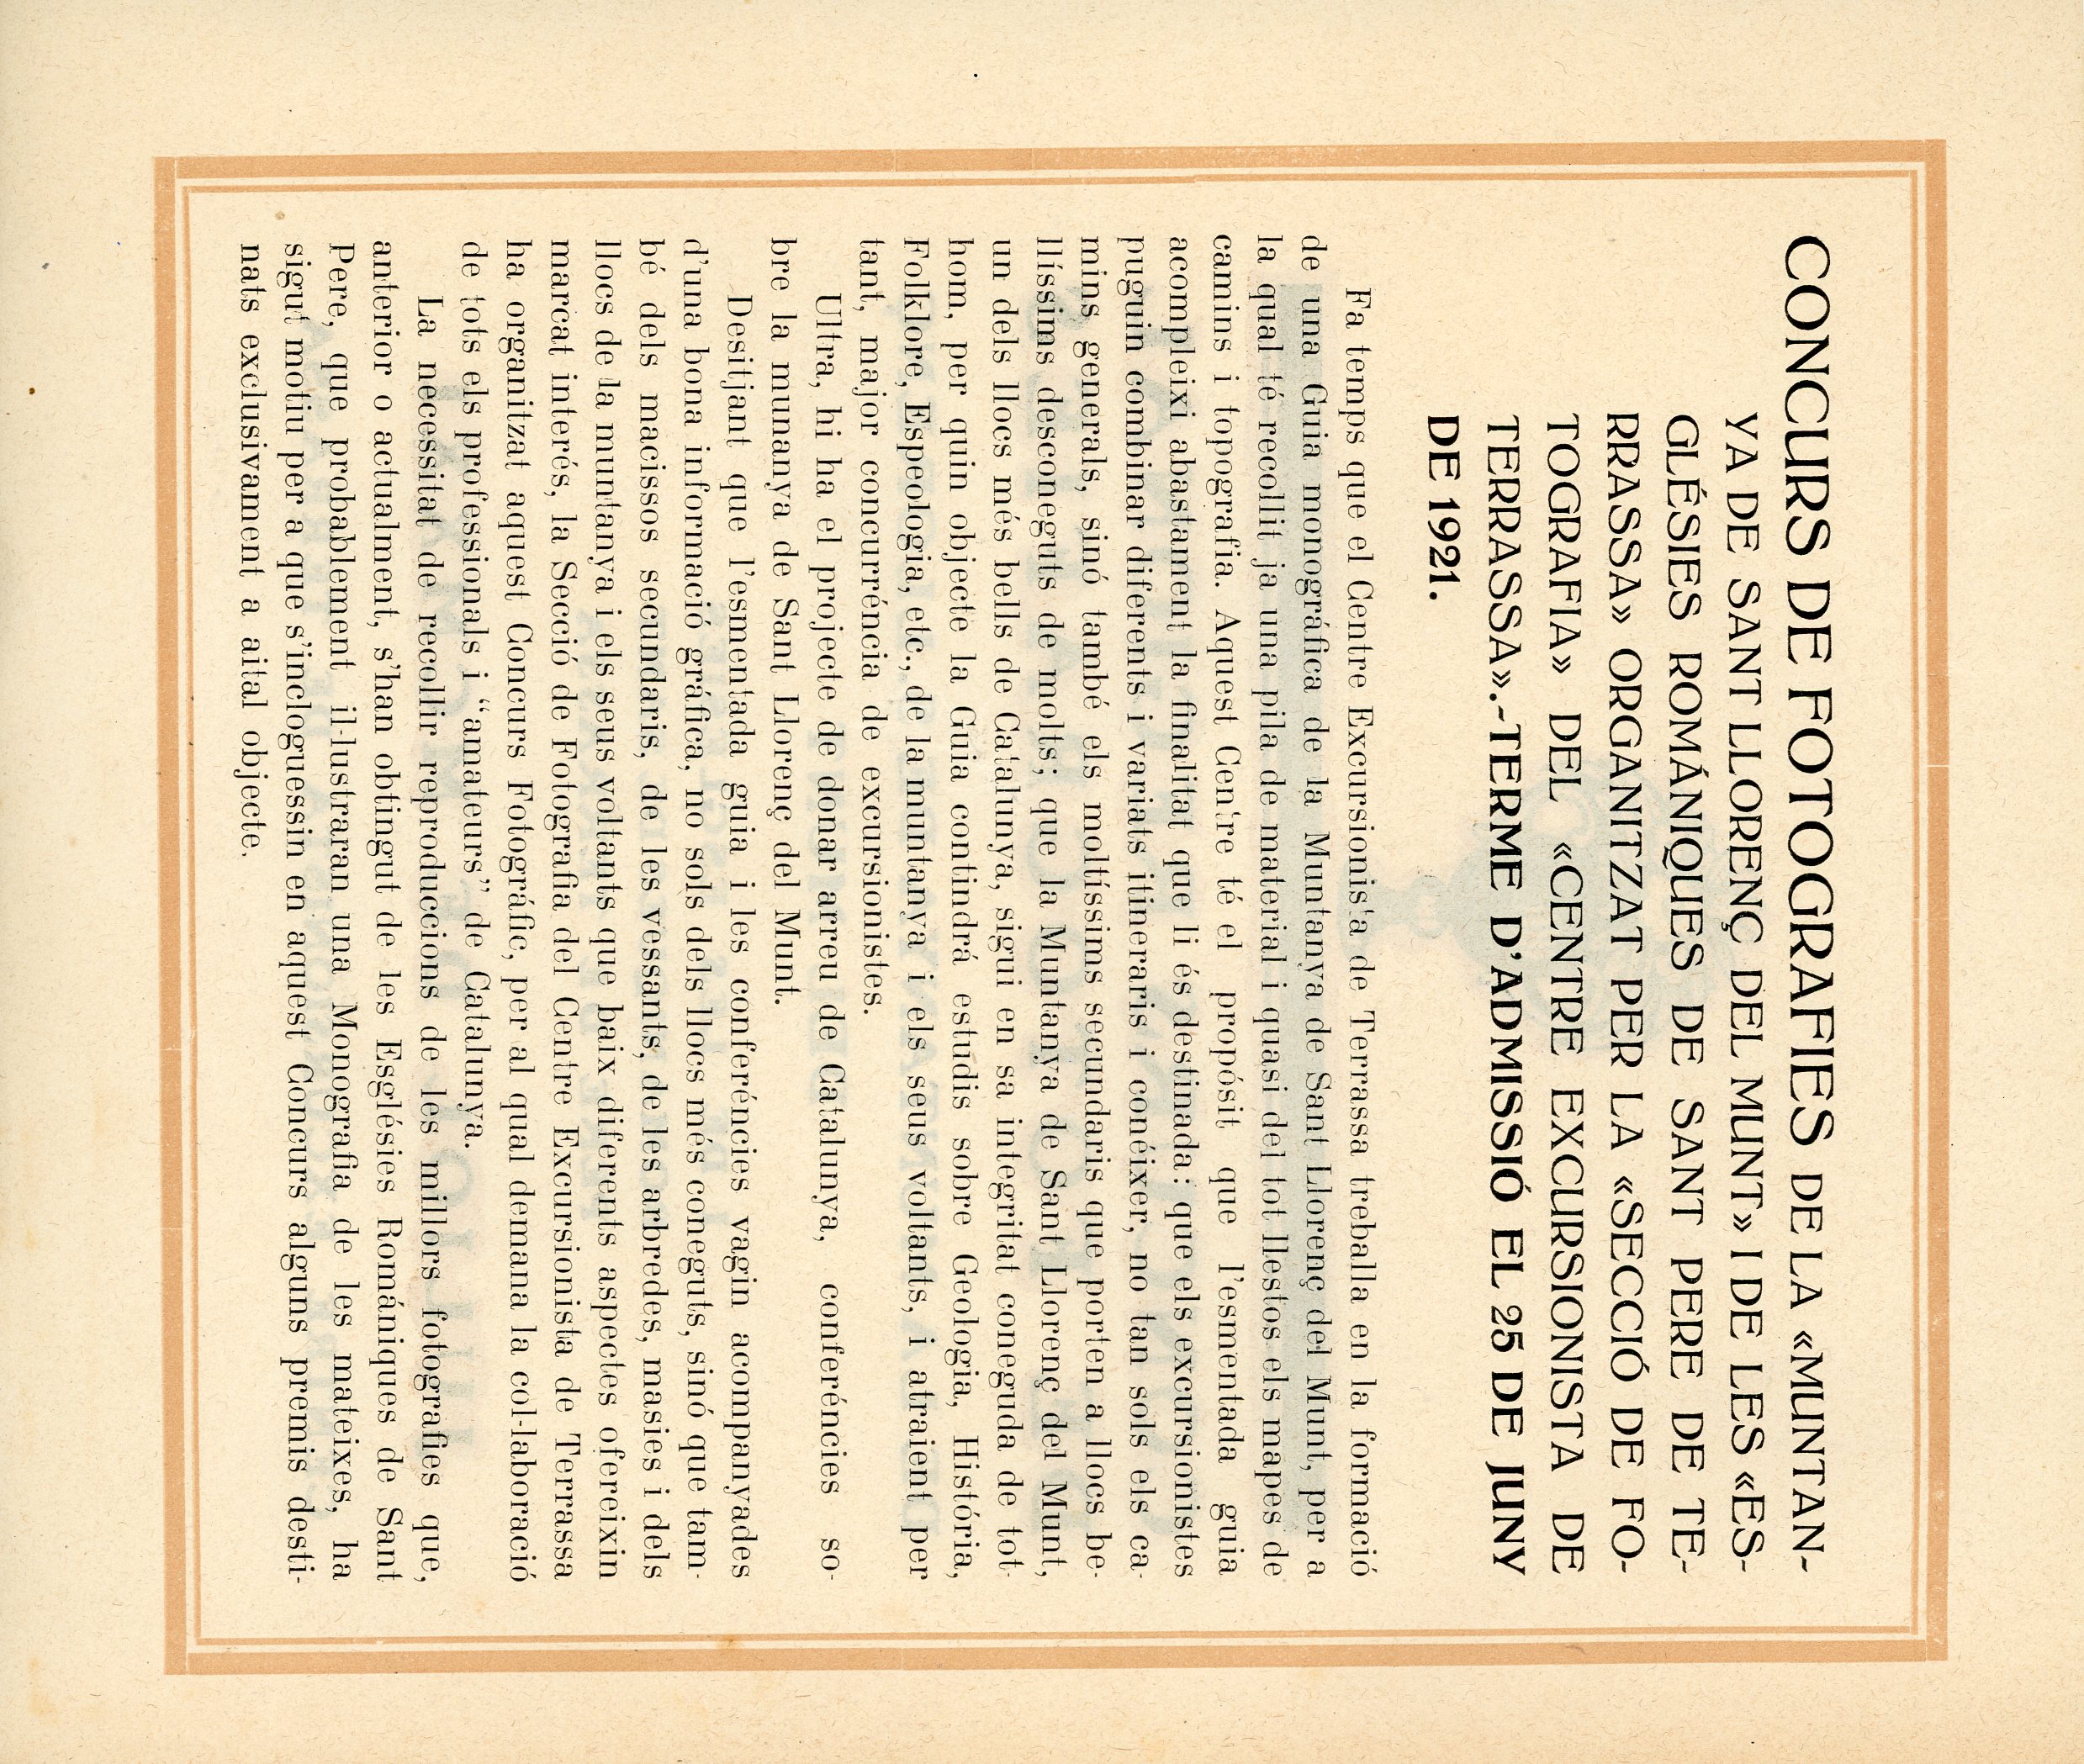 CONCURS DE FOTOGRAFIES DE LA «MUNTAN-
YA DE SANT LLORENÇ DEL MUNT» I DE LES «ES-
GLÉSIES ROMÁNIQUES DE SANT PERE DE TE-
RRASSA» ORGANITZAT PER LA «SECCIÓ DE FO-
TOGRAFIA» DEL «CENTRE EXCURSIONISTA DE
TERRASSA».-TERME D'ADMISSIÓ EL 25 DE JUNY
DE 1921.
Fa temps que el Centre Excursionista de Terrassa treballa en la formació
de una Guia monográfica de la Muntanya de Sant Llorenç del Munt, per a
la qual té recollit ja una pila de material i quasi del tot llestos els mapes de
camins i topografia. Aquest Centre té el propósit que l'esmentada guia
acompleixi abastament la finalitat que li és destinada: que els excursionistes
puguin combinar diferents i variats itineraris i conéixer, no tan sols els ca-
mins generals, sinó també els moltíssims secundaris que porten a llocs be-
llíssims desconeguts de molts; que la Muntanya de Sant Llorenç del Munt,
un dels llocs més bells de Catalunya, sigui en sa integritat coneguda de tot-
hom, per quin objecte la Guia contindrá estudis sobre Geologia, História,
Folklore, Espeologia, etc., de la muntanya i els seus voltants, i atraient per
tant, major concurréncia de excursionistes.
Ultra, hi ha el projecte de donar arreu de Catalunya, conferéncies so-
bre la munanya de Sant Llorenç del Munt.
Desitjant que l'esmentada guia i les conferéncies vagin acompanyades
d'una bona informació gráfica, no sols dels llocs més coneguts, sinó que tam-
bé dels macissos secundaris, de les vessants, de les arbredes, masies i dels
llocs de la muntanya i els seus voltants que baix diferents aspectes ofereixin
marcat interés, la Secció de Fotografia del Centre Excursionista de Terrassa
ha organitzat aquest Concurs Fotográfic, per al qual demana la col-laboració
de tots els professionals i “amateurs” de Catalunya.
La necessitat de recollir reproduccions de les millors fotografies que,
anterior o actualment, s'han obtingut de les Esglésies Romániques de Sant
Pere, que probablement il-lustraran una Monografia de les mateixes, ha
sigut motiu per a que s'incloguessin en aquest Concurs alguns premis desti-
nats exclusivament a aital objecte.